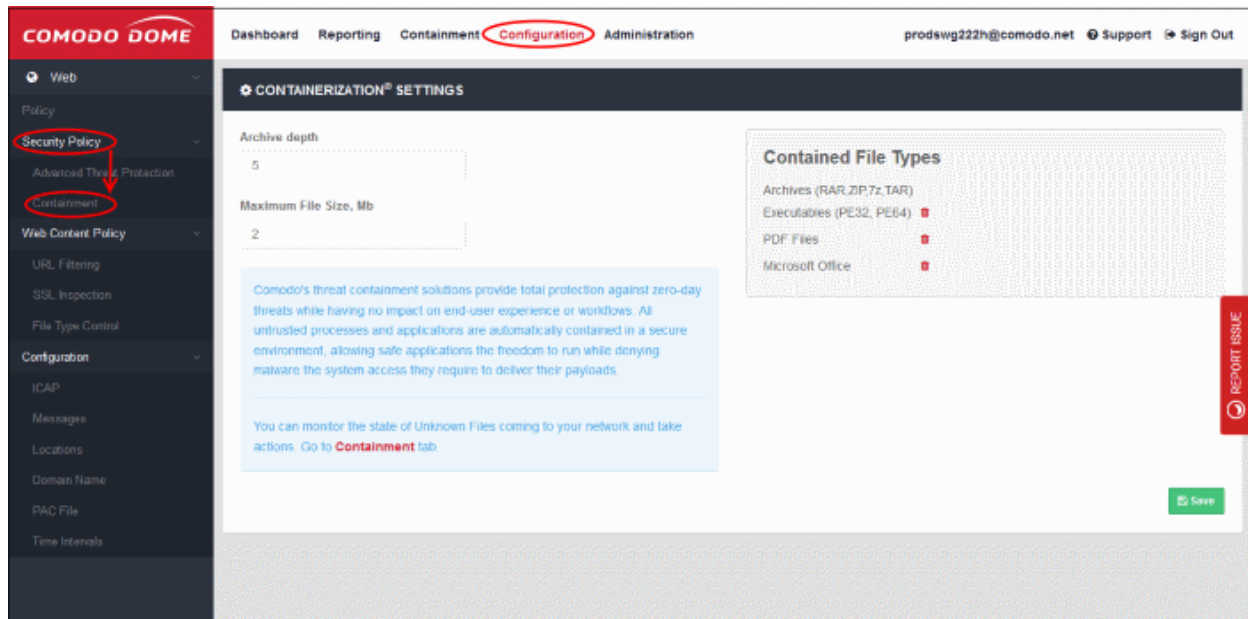 COMODO DOME
Dashboard Reporting Containment Configuration Administration prodswg222h@comodo.net Support Sign Out
Web
Policy
Security Policy
Advanced Threat Protection
Containment
Web Content Policy
URL Filtering
SSL Inspection
File Type Control
Configuration
ICAP
Messages
Locations
Domain Name
PAC File
Time Intervals
CONTAINERIZATION® SETTINGS
Archive depth
5
Maximum File Size, Mb
2
Comodo's threat containment solutions provide total protection against zero-day
threats while having no impact on end-user experience or workflows. All
untrusted processes and applications are automatically contained in a secure
environment, allowing safe applications the freedom to run while denying
malware the system access they require to deliver their payloads.
You can monitor the state of Unknown Files coming to your network and take
actions. Go to Containment tab.
Contained File Types
Archives (RAR,ZIP,7z,TAR)
Executables (PE32, PE64)
PDF Files
Microsoft Office
Save
REPORT ISSUE